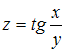 z = tg x/y